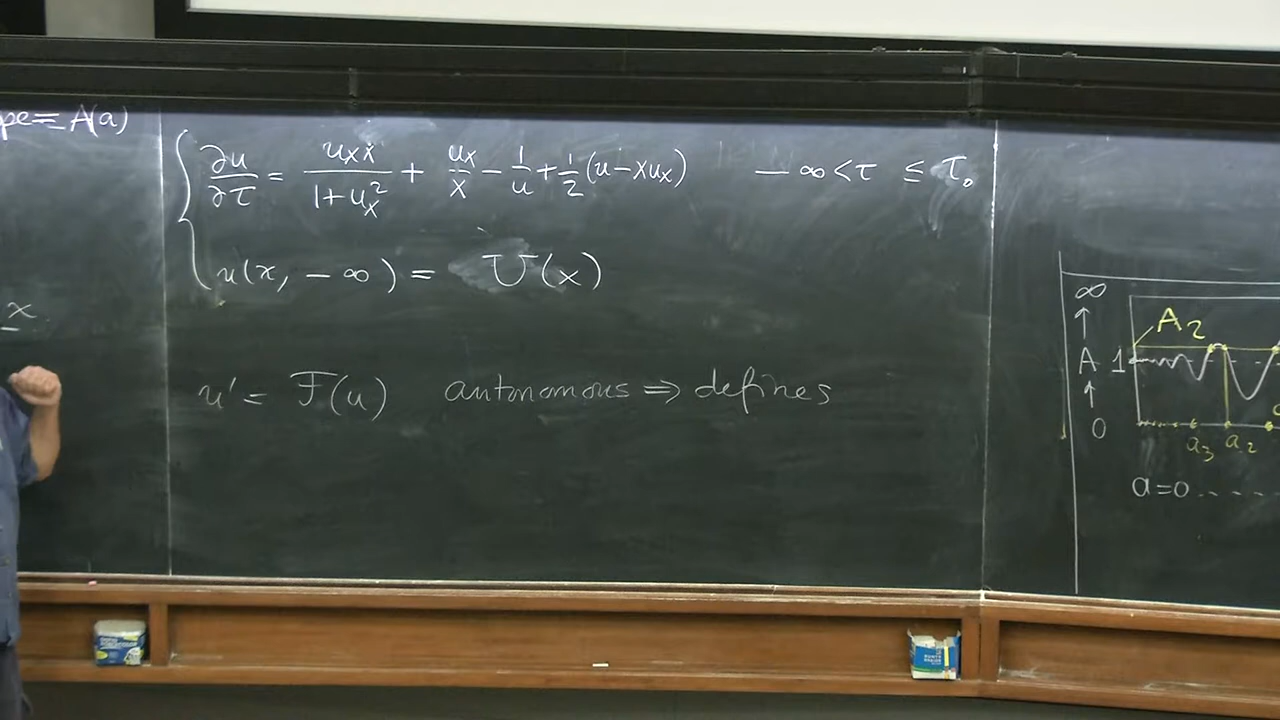 pe = A(a)
x
∂u/∂τ = u_xx/(1+u_x^2) + u_x/x − 1/u + 1/2 (u − xu_x)   − ∞ < τ ≤ τ_0
u(x, − ∞) = U(x)
u' = F(u)   autonomous ⇒ defines
∞
↑
A
↑
0
1
A_2
a_3 a_2
a = 0 - - - - -